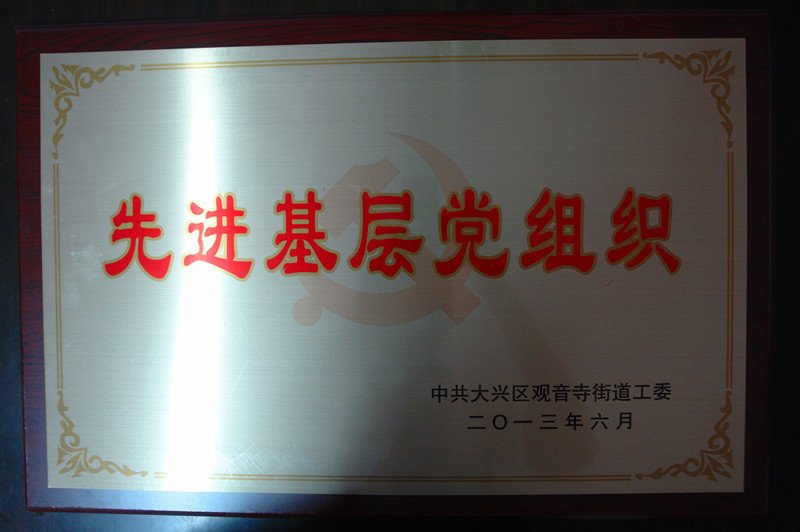 先进基层党组织
中共大兴区观音寺街道工委
二〇一三年六月